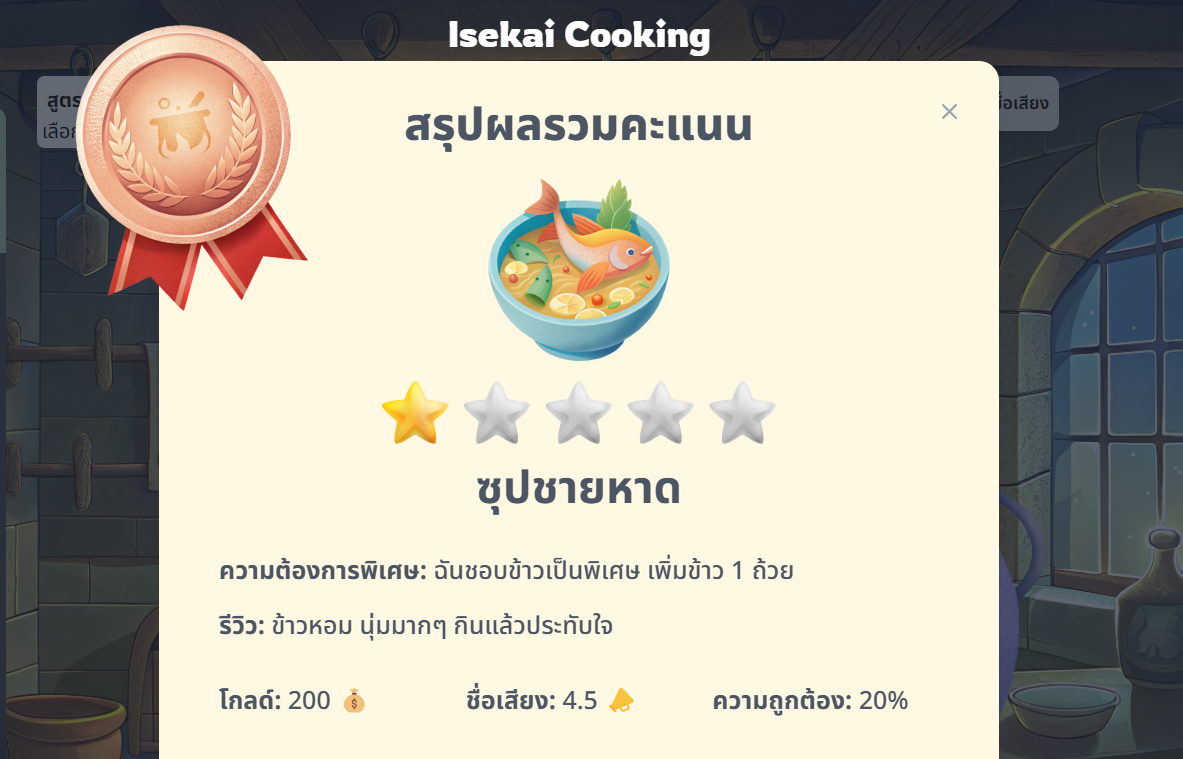 Isekai Cooking
สูตร
เลือก
ชื่อเสียง
สรุปผลรวมคะแนน
ซุปชายหาด
ความต้องการพิเศษ: ฉันชอบข้าวเป็นพิเศษ เพิ่มข้าว 1 ถ้วย
รีวิว: ข้าวหอม นุ่มมากๆ กินแล้วประทับใจ
โกลด์: 200
ชื่อเสียง: 4.5
ความถูกต้อง: 20%